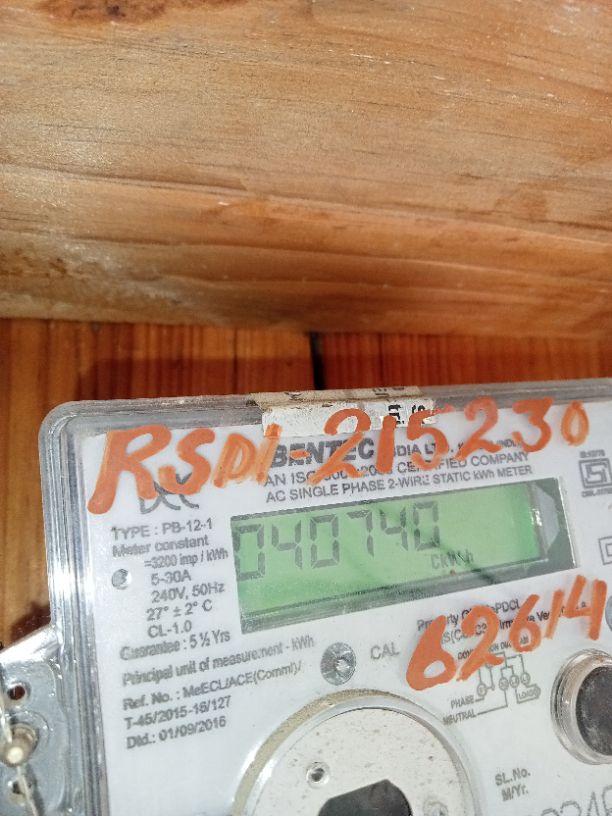 RSDI-215230
BENTEC
AN ISO CERTIFIED COMPANY
AC SINGLE PHASE 2-WIRE STATIC kWh METER
TYPE : PB-12-1
Meter constant
=3200 imp / kWh
5-30A
240V, 50Hz
27° ± 2° C
CL-1.0
Guarantee : 5½ Yrs
040740
CkWh
Property
62614
Principal unit of measurement - kWh
CAL
Ref. No. : MeECL/ACE(Comml)/
T-45/2015-16/127
Dtd.: 01/09/2016
PHASE
NEUTRAL
LOAD
SL.No.
M/Yr.